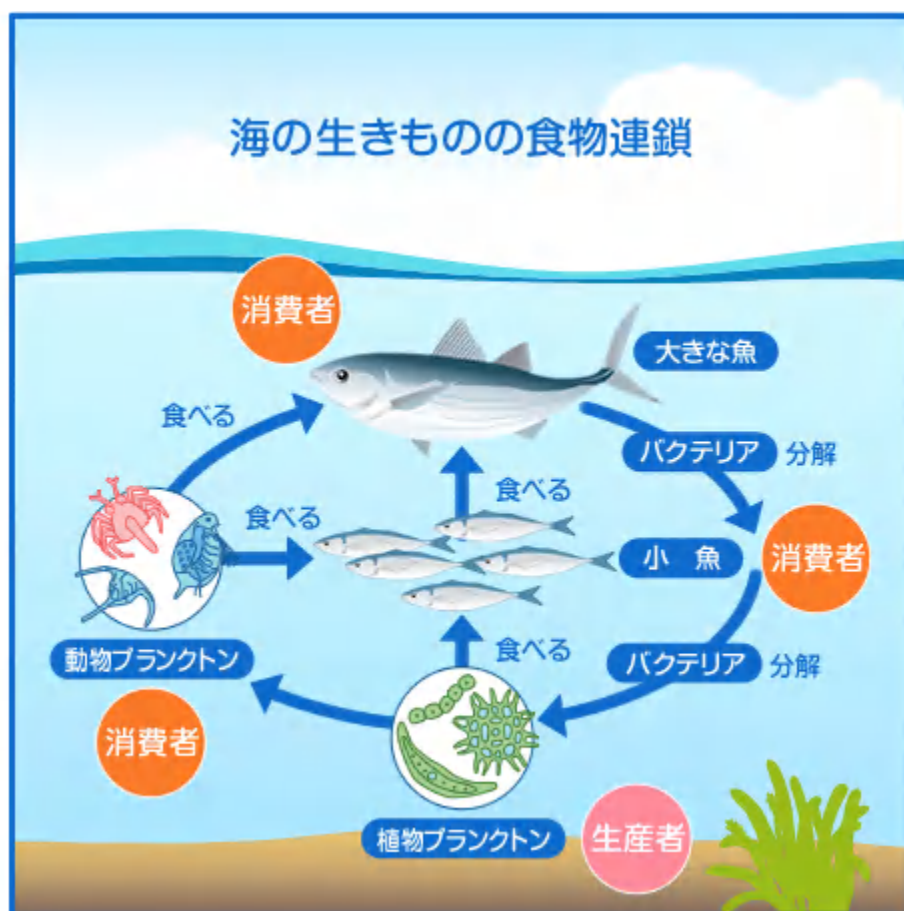 海の生きものの食物連鎖
消費者
大きな魚
食べる
バクテリア 分解
食べる
食べる
小 魚
消費者
動物プランクトン
食べる
バクテリア 分解
消費者
植物プランクトン
生産者